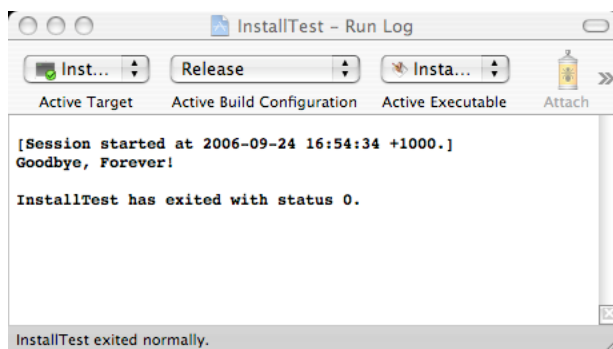 InstallTest – Run Log
Inst... Release Insta...
Active Target Active Build Configuration Active Executable Attach
[Session started at 2006-09-24 16:54:34 +1000.]
Goodbye, Forever!
InstallTest has exited with status 0.
InstallTest exited normally.